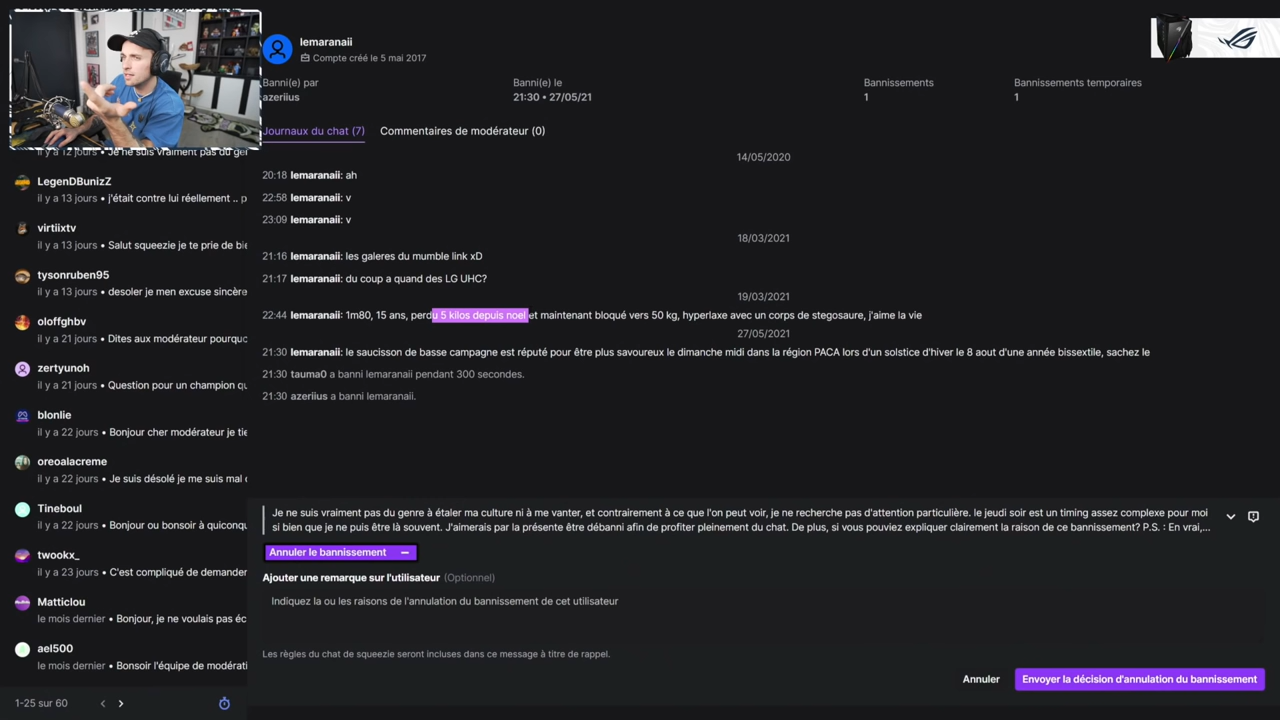 lemaranaii
Compte créé le 5 mai 2017
Banni(e) par
azeriius
Banni(e) le
21:30 • 27/05/21
Bannissements
1
Bannissements temporaires
1
Journaux du chat (7)
Commentaires de modérateur (0)
14/05/2020
20:18 lemaranaii: ah
22:58 lemaranaii: v
23:09 lemaranaii: v
18/03/2021
21:16 lemaranaii: les galeres du mumble link xD
21:17 lemaranaii: du coup a quand des LG UHC?
19/03/2021
22:44 lemaranaii: 1m80, 15 ans, perdu 5 kilos depuis noel et maintenant bloqué vers 50 kg, hyperlaxe avec un corps de stegosaure, j'aime la vie
27/05/2021
21:30 lemaranaii: le saucisson de basse campagne est réputé pour être plus savoureux le dimanche midi dans la région PACA lors d'un solstice d'hiver le 8 aout d'une année bissextile, sachez le
21:30 tauma0 a banni lemaranaii pendant 300 secondes.
21:30 azeriius a banni lemaranaii.
il y a 12 jours • Je ne suis vraiment pas du ge
LegenDBunizZ
il y a 13 jours • j'était contre lui réellement .. p
virtiixtv
il y a 13 jours • Salut squeezie je te prie de bie
tysonruben95
il y a 13 jours • desoler je men excuse sincère
oloffghbv
il y a 21 jours • Dites aux modérateur pourquo
zertyunoh
il y a 21 jours • Question pour un champion qu
blonlie
il y a 22 jours • Bonjour cher modérateur je tie
oreoalacreme
il y a 22 jours • Je suis désolé je me suis mal
Tineboul
il y a 22 jours • Bonjour ou bonsoir à quiconqu
twookx_
il y a 23 jours • C'est compliqué de demander
Matticlou
le mois dernier • Bonjour, je ne voulais pas éc
ael500
le mois dernier • Bonsoir l'équipe de modérati
1-25 sur 60
Je ne suis vraiment pas du genre à étaler ma culture ni à me vanter, et contrairement à ce que l'on peut voir, je ne recherche pas d'attention particulière. le jeudi soir est un timing assez complexe pour moi
si bien que je ne puis être là souvent. J'aimerais par la présente être débanni afin de profiter pleinement du chat. De plus, si vous pouviez expliquer clairement la raison de ce bannissement? P.S. : En vrai,...
Annuler le bannissement
Ajouter une remarque sur l'utilisateur (Optionnel)
Indiquez la ou les raisons de l'annulation du bannissement de cet utilisateur
Les règles du chat de squeezie seront incluses dans ce message à titre de rappel.
Annuler
Envoyer la décision d'annulation du bannissement